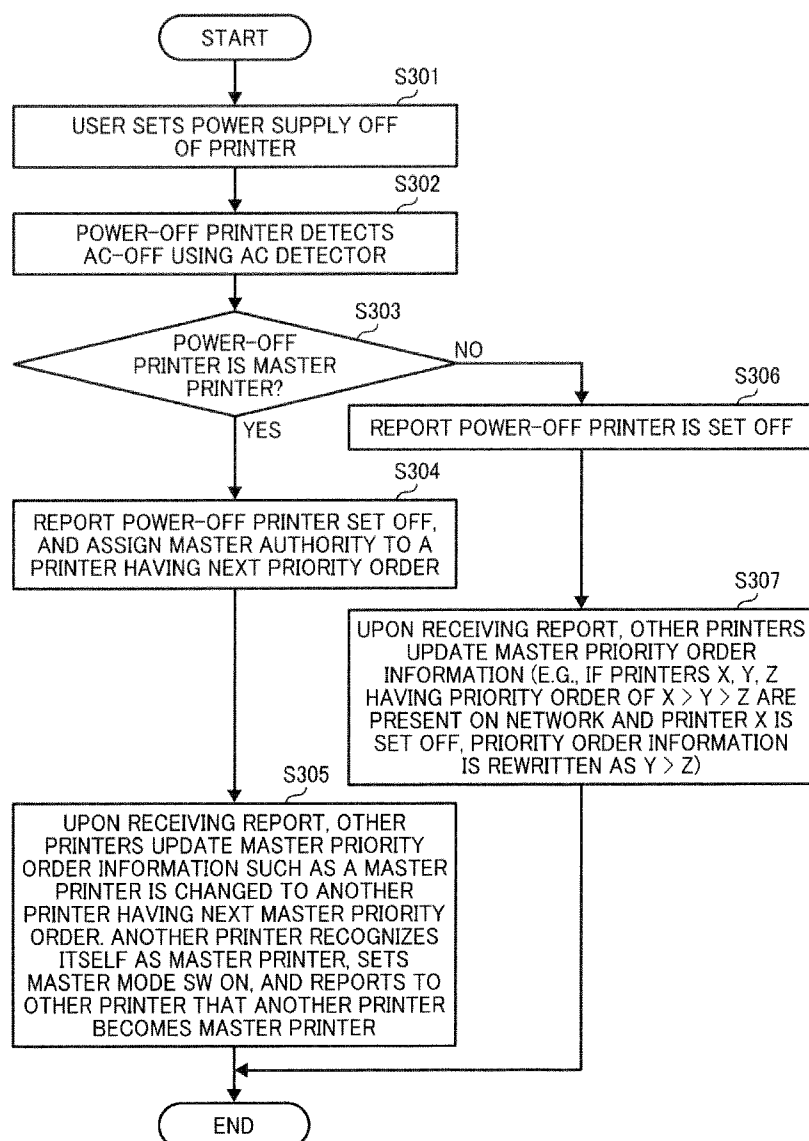 START
S301
USER SETS POWER SUPPLY OFF
OF PRINTER
S302
POWER-OFF PRINTER DETECTS
AC-OFF USING AC DETECTOR
S303
POWER-OFF
PRINTER IS MASTER
PRINTER?
NO
YES
S306
REPORT POWER-OFF PRINTER IS SET OFF
S304
REPORT POWER-OFF PRINTER SET OFF,
AND ASSIGN MASTER AUTHORITY TO A
PRINTER HAVING NEXT PRIORITY ORDER
S307
UPON RECEIVING REPORT, OTHER PRINTERS
UPDATE MASTER PRIORITY ORDER
INFORMATION (E.G., IF PRINTERS X, Y, Z
HAVING PRIORITY ORDER OF X > Y > Z ARE
PRESENT ON NETWORK AND PRINTER X IS
SET OFF, PRIORITY ORDER INFORMATION
IS REWRITTEN AS Y > Z)
S305
UPON RECEIVING REPORT, OTHER
PRINTERS UPDATE MASTER PRIORITY
ORDER INFORMATION SUCH AS A MASTER
PRINTER IS CHANGED TO ANOTHER
PRINTER HAVING NEXT MASTER PRIORITY
ORDER. ANOTHER PRINTER RECOGNIZES
ITSELF AS MASTER PRINTER, SETS
MASTER MODE SW ON, AND REPORTS TO
OTHER PRINTER THAT ANOTHER PRINTER
BECOMES MASTER PRINTER
END